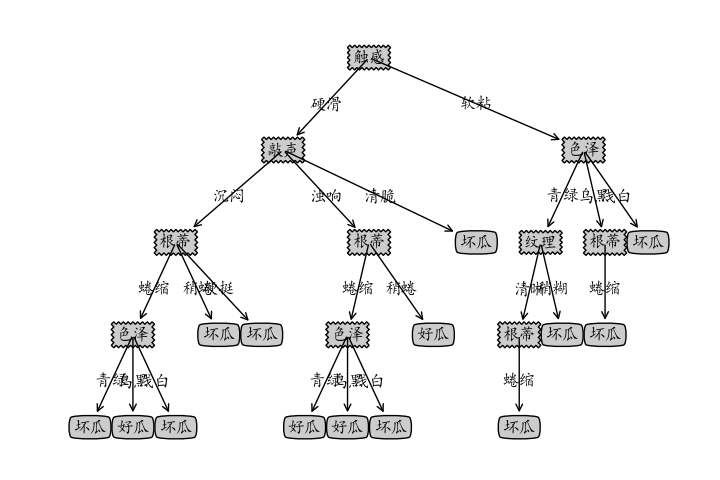 触感
硬滑 软粘
敲声 色泽
沉闷 浊响 清脆 青绿 乌黑 浅白
根蒂 根蒂 坏瓜 纹理 根蒂 坏瓜
蜷缩 稍蜷 硬挺 蜷缩 稍蜷 清晰 稍糊 蜷缩
色泽 坏瓜 坏瓜 色泽 好瓜 根蒂 坏瓜 坏瓜
青绿 乌黑 浅白 青绿 乌黑 浅白 蜷缩
坏瓜 好瓜 坏瓜 好瓜 好瓜 坏瓜 坏瓜